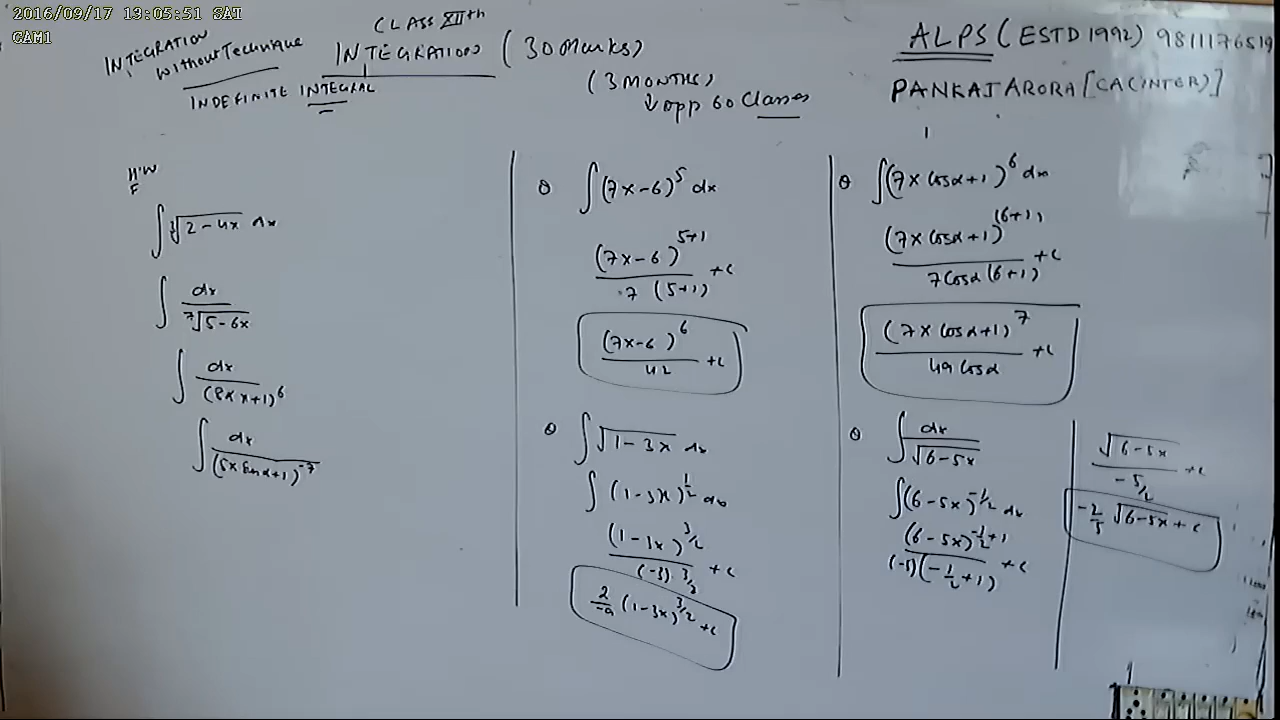 2016/09/17 13:05:51 SAT
CAM1
INTEGRATION
without Technique
INDEFINITE INTEGRAL
CLASS XIIth
INTEGRATIONS (30 Marks)
(3 MONTHS)
↓ opp 60 Classes
ALPS (ESTD 1992) 9811176519
PANKAJ ARORA [CA CINTER)]
H.W
∫ ∛(2-4x) dx
∫ dx / ⁷√(5-6x)
∫ dx / (x+1)⁶
∫ dx / (5x sinα+1)⁻⁷
Q ∫(7x-6)⁵ dx
(7x-6)⁵⁺¹ / 7 (5+1) +c
(7x-6)⁶ / 42 +c
Q ∫√(1-3x) dx
∫ (1-3x)^½ dx
(1-3x)^3/2 / (-3).3/2 +c
2/-9 (1-3x)^3/2 +c
Q ∫(7x cosα+1)⁶ dx
(7x cosα+1)^(6+1) / 7cosα(6+1) +c
(7x cosα+1)⁷ / 49 cosα +c
Q ∫ dx / √(6-5x)
∫(6-5x)^-½ dx
(6-5x)^-½+1 / (-5)(-½+1) +c
√(6-5x) / -5/2 +c
-2/5 √(6-5x) + c